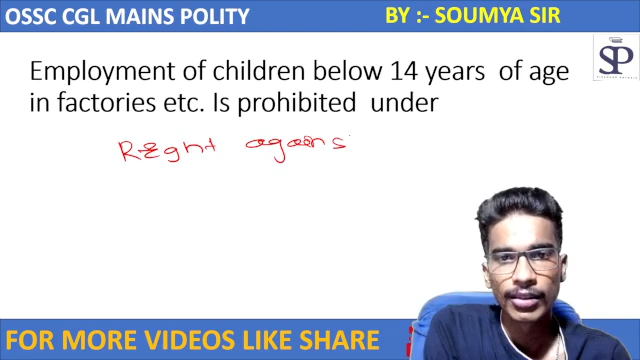 OSSC CGL MAINS POLITY
BY :- SOUMYA SIR
SP
Employment of children below 14 years of age
in factories etc. Is prohibited under
Right agains
FOR MORE VIDEOS LIKE SHARE